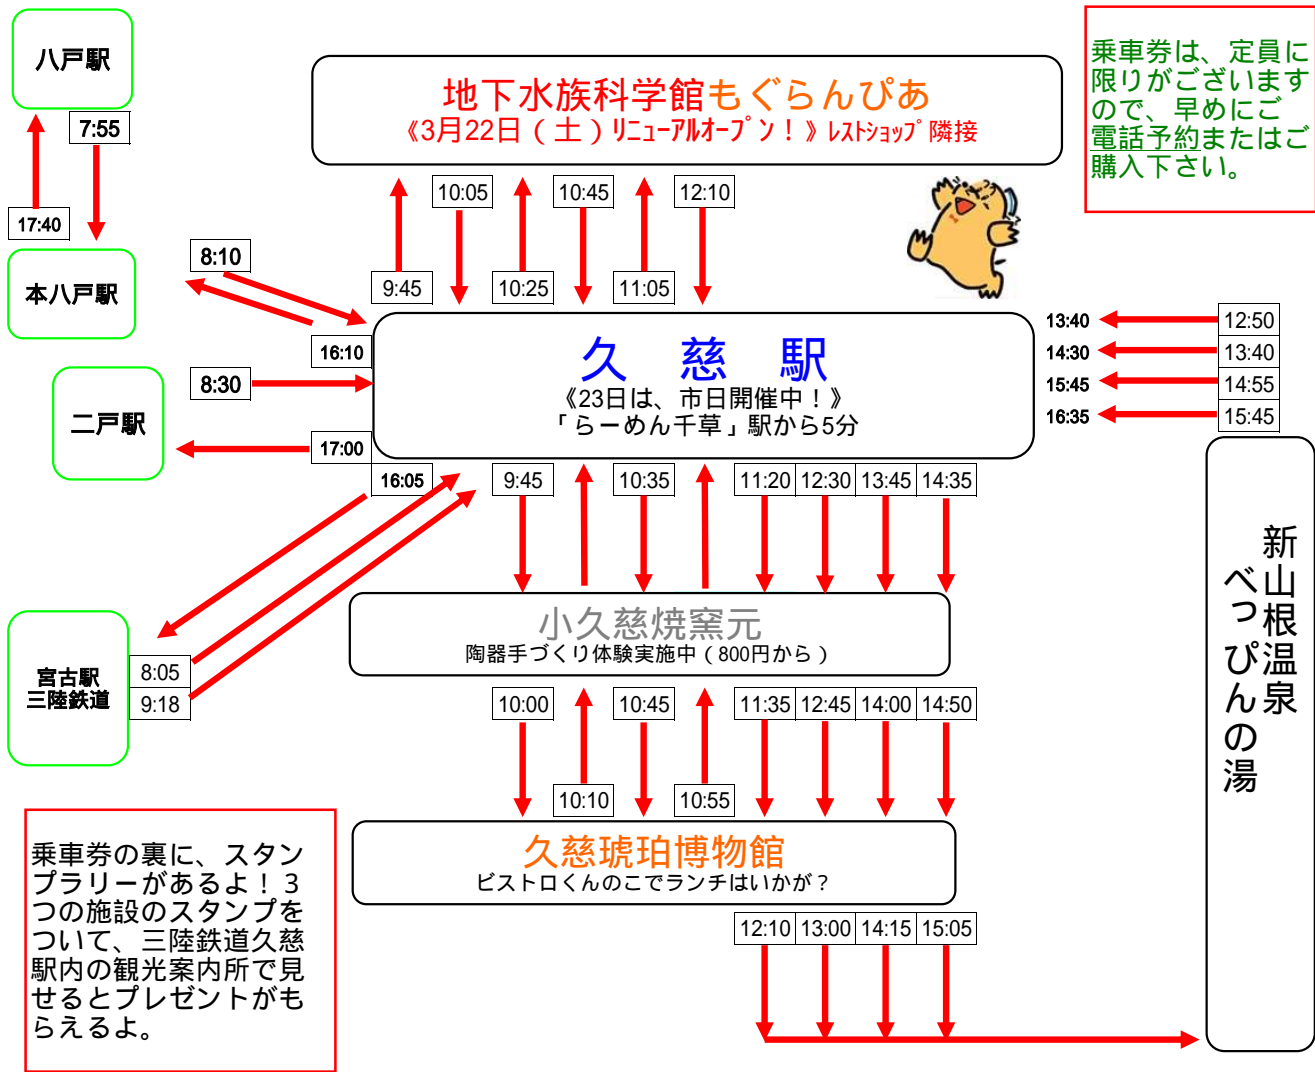 八戸駅
7:55
17:40
本八戸駅
地下水族科学館もぐらんぴあ
《3月22日（土）リニューアルオープン！》レストショップ隣接
乗車券は、定員に
限りがございます
ので、早めにご
電話予約またはご
購入下さい。
10:05 10:45 12:10
9:45 10:25 11:05
8:10
16:10
8:30
二戸駅
17:00
16:05
久慈駅
《23日は、市日開催中！》
「らーめん千草」駅から5分
13:40 12:50
14:30 13:40
15:45 14:55
16:35 15:45
9:45 10:35 11:20 12:30 13:45 14:35
新山根温泉
べっぴんの湯
小久慈焼窯元
陶器手づくり体験実施中（800円から）
宮古駅
三陸鉄道
8:05
9:18
10:00 10:45 11:35 12:45 14:00 14:50
10:10 10:55
久慈琥珀博物館
ビストロくんのこでランチはいかが？
12:10 13:00 14:15 15:05
乗車券の裏に、スタン
プラリーがあるよ！３
つの施設のスタンプを
ついて、三陸鉄道久慈
駅内の観光案内所で見
せるとプレゼントがも
らえるよ。